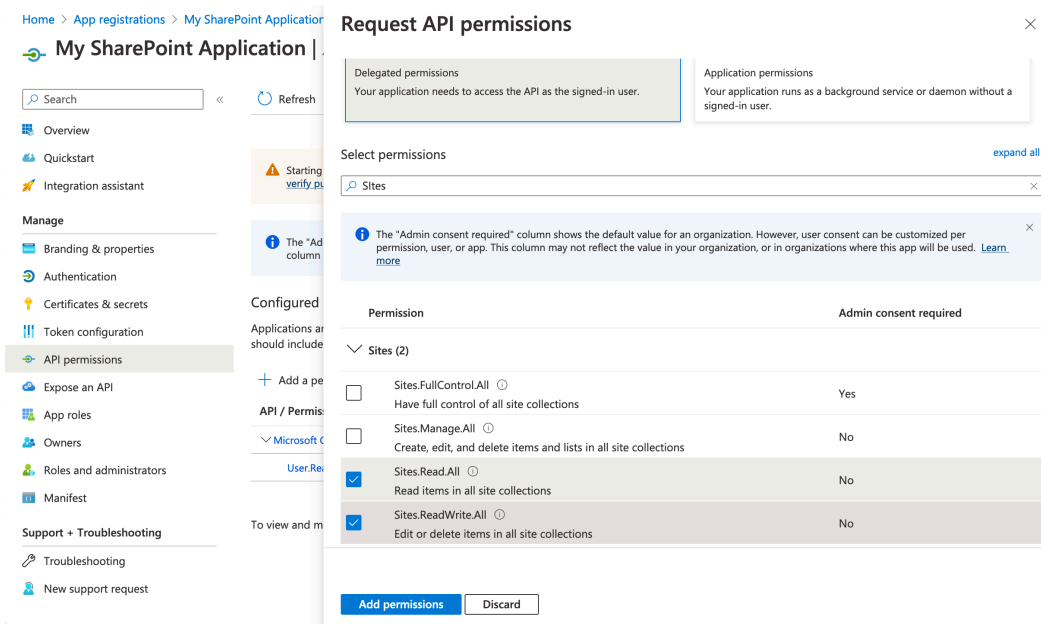 Home > App registrations > My SharePoint Application
My SharePoint Application |
Search
«
Overview
Quickstart
Integration assistant
Manage
Branding & properties
Authentication
Certificates & secrets
Token configuration
API permissions
Expose an API
App roles
Owners
Roles and administrators
Manifest
Support + Troubleshooting
Troubleshooting
New support request
Refresh
Starting
verify pu
The "Ad
column
Configured
Applications ar
should include
Add a pe
API / Permis
Microsoft G
User.Rea
To view and m
Request API permissions
Delegated permissions
Your application needs to access the API as the signed-in user.
Application permissions
Your application runs as a background service or daemon without a
signed-in user.
Select permissions
expand all
SItes
The "Admin consent required" column shows the default value for an organization. However, user consent can be customized per
permission, user, or app. This column may not reflect the value in your organization, or in organizations where this app will be used. Learn
more
Permission
Admin consent required
Sites (2)
Sites.FullControl.All
Have full control of all site collections
Yes
Sites.Manage.All
Create, edit, and delete items and lists in all site collections
No
Sites.Read.All
Read items in all site collections
No
Sites.ReadWrite.All
Edit or delete items in all site collections
No
Add permissions
Discard